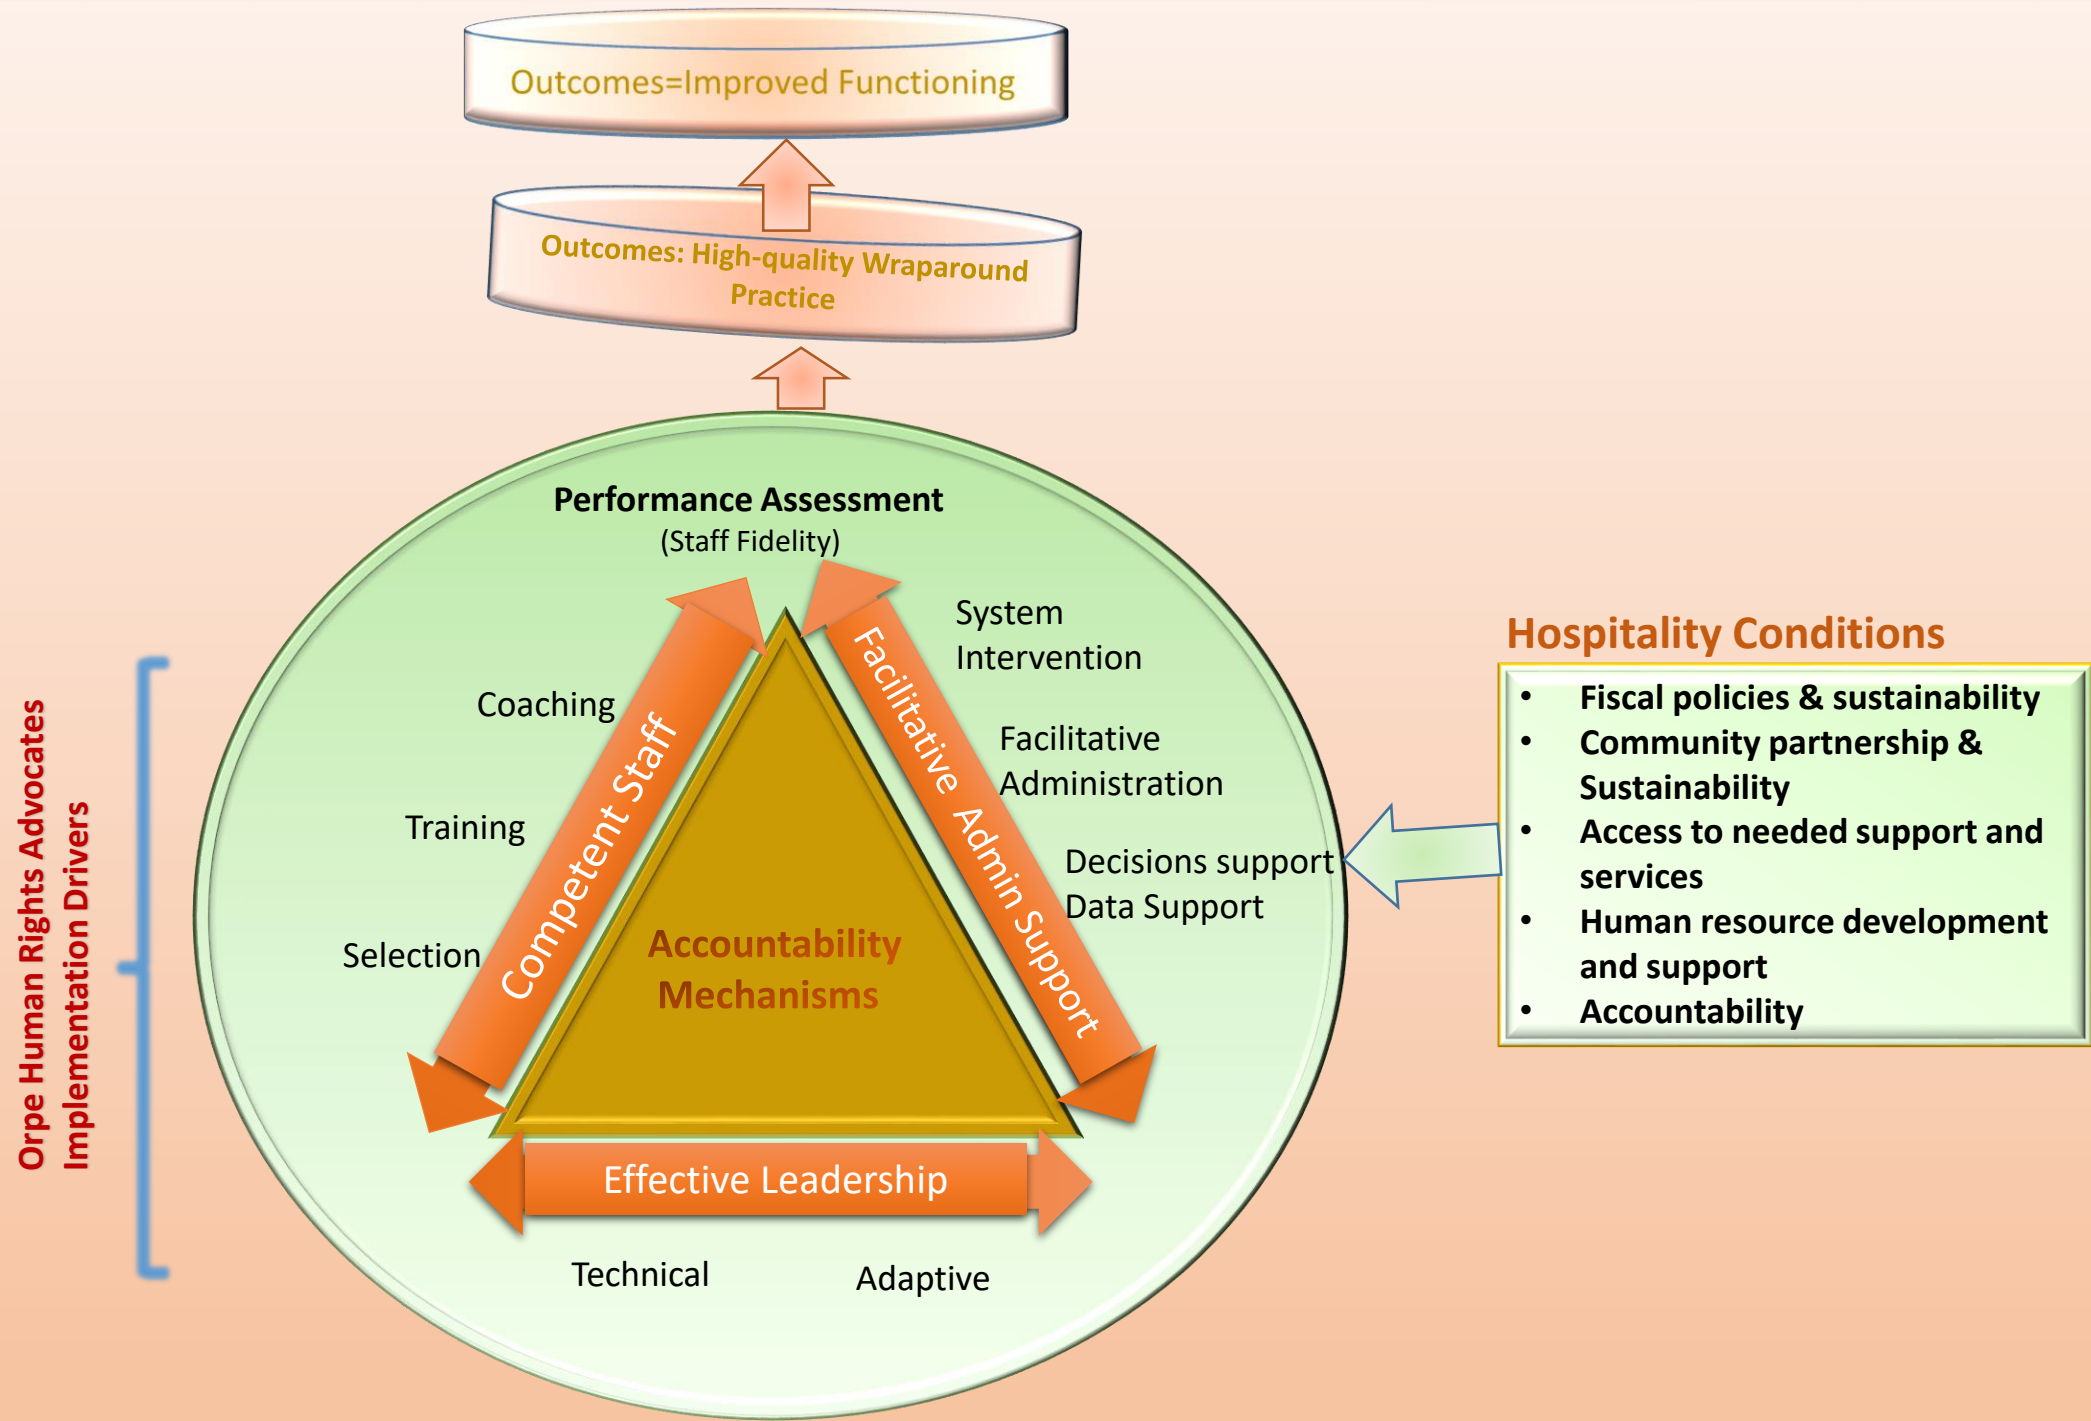 Outcomes=Improved Functioning
Outcomes: High-quality Wraparound
Practice
Performance Assessment
(Staff Fidelity)
Coaching
Training
Selection
Competent Staff
Facilitative Admin Support
System
Intervention
Facilitative
Administration
Decisions support
Data Support
Accountability
Mechanisms
Effective Leadership
Technical
Adaptive
Orpe Human Rights Advocates
Implementation Drivers
Hospitality Conditions
• Fiscal policies & sustainability
• Community partnership &
Sustainability
• Access to needed support and
services
• Human resource development
and support
• Accountability